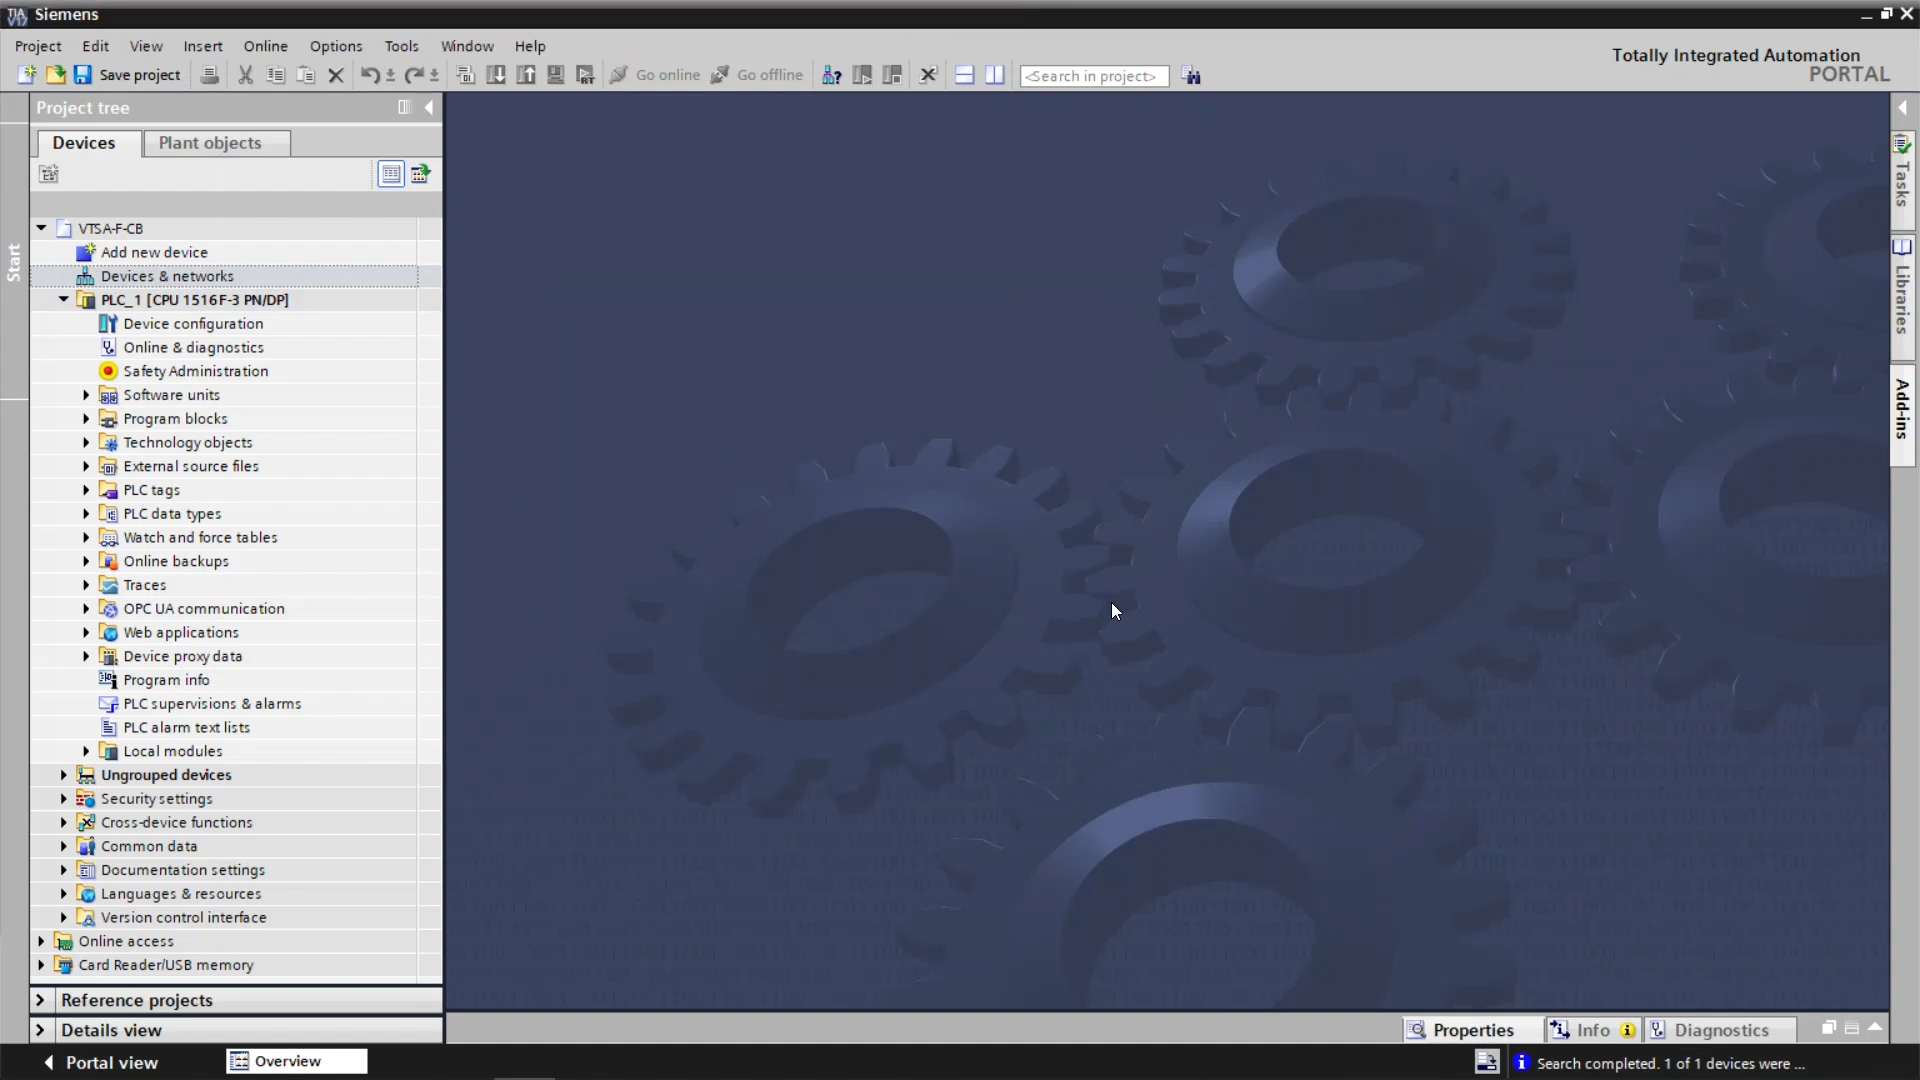 Siemens
Project Edit View Insert Online Options Tools Window Help
Totally Integrated Automation
PORTAL
Save project
Go online
Go offline
<Search in project>
Project tree
Devices
Plant objects
Start
VTSA-F-CB
Add new device
Devices & networks
PLC_1 [CPU 1516F-3 PN/DP]
Device configuration
Online & diagnostics
Safety Administration
Software units
Program blocks
Technology objects
External source files
PLC tags
PLC data types
Watch and force tables
Online backups
Traces
OPC UA communication
Web applications
Device proxy data
Program info
PLC supervisions & alarms
PLC alarm text lists
Local modules
Ungrouped devices
Security settings
Cross-device functions
Common data
Documentation settings
Languages & resources
Version control interface
Online access
Card Reader/USB memory
Reference projects
Details view
Tasks
Libraries
Add-ins
Properties
Info
Diagnostics
Portal view
Overview
Search completed. 1 of 1 devices were ...